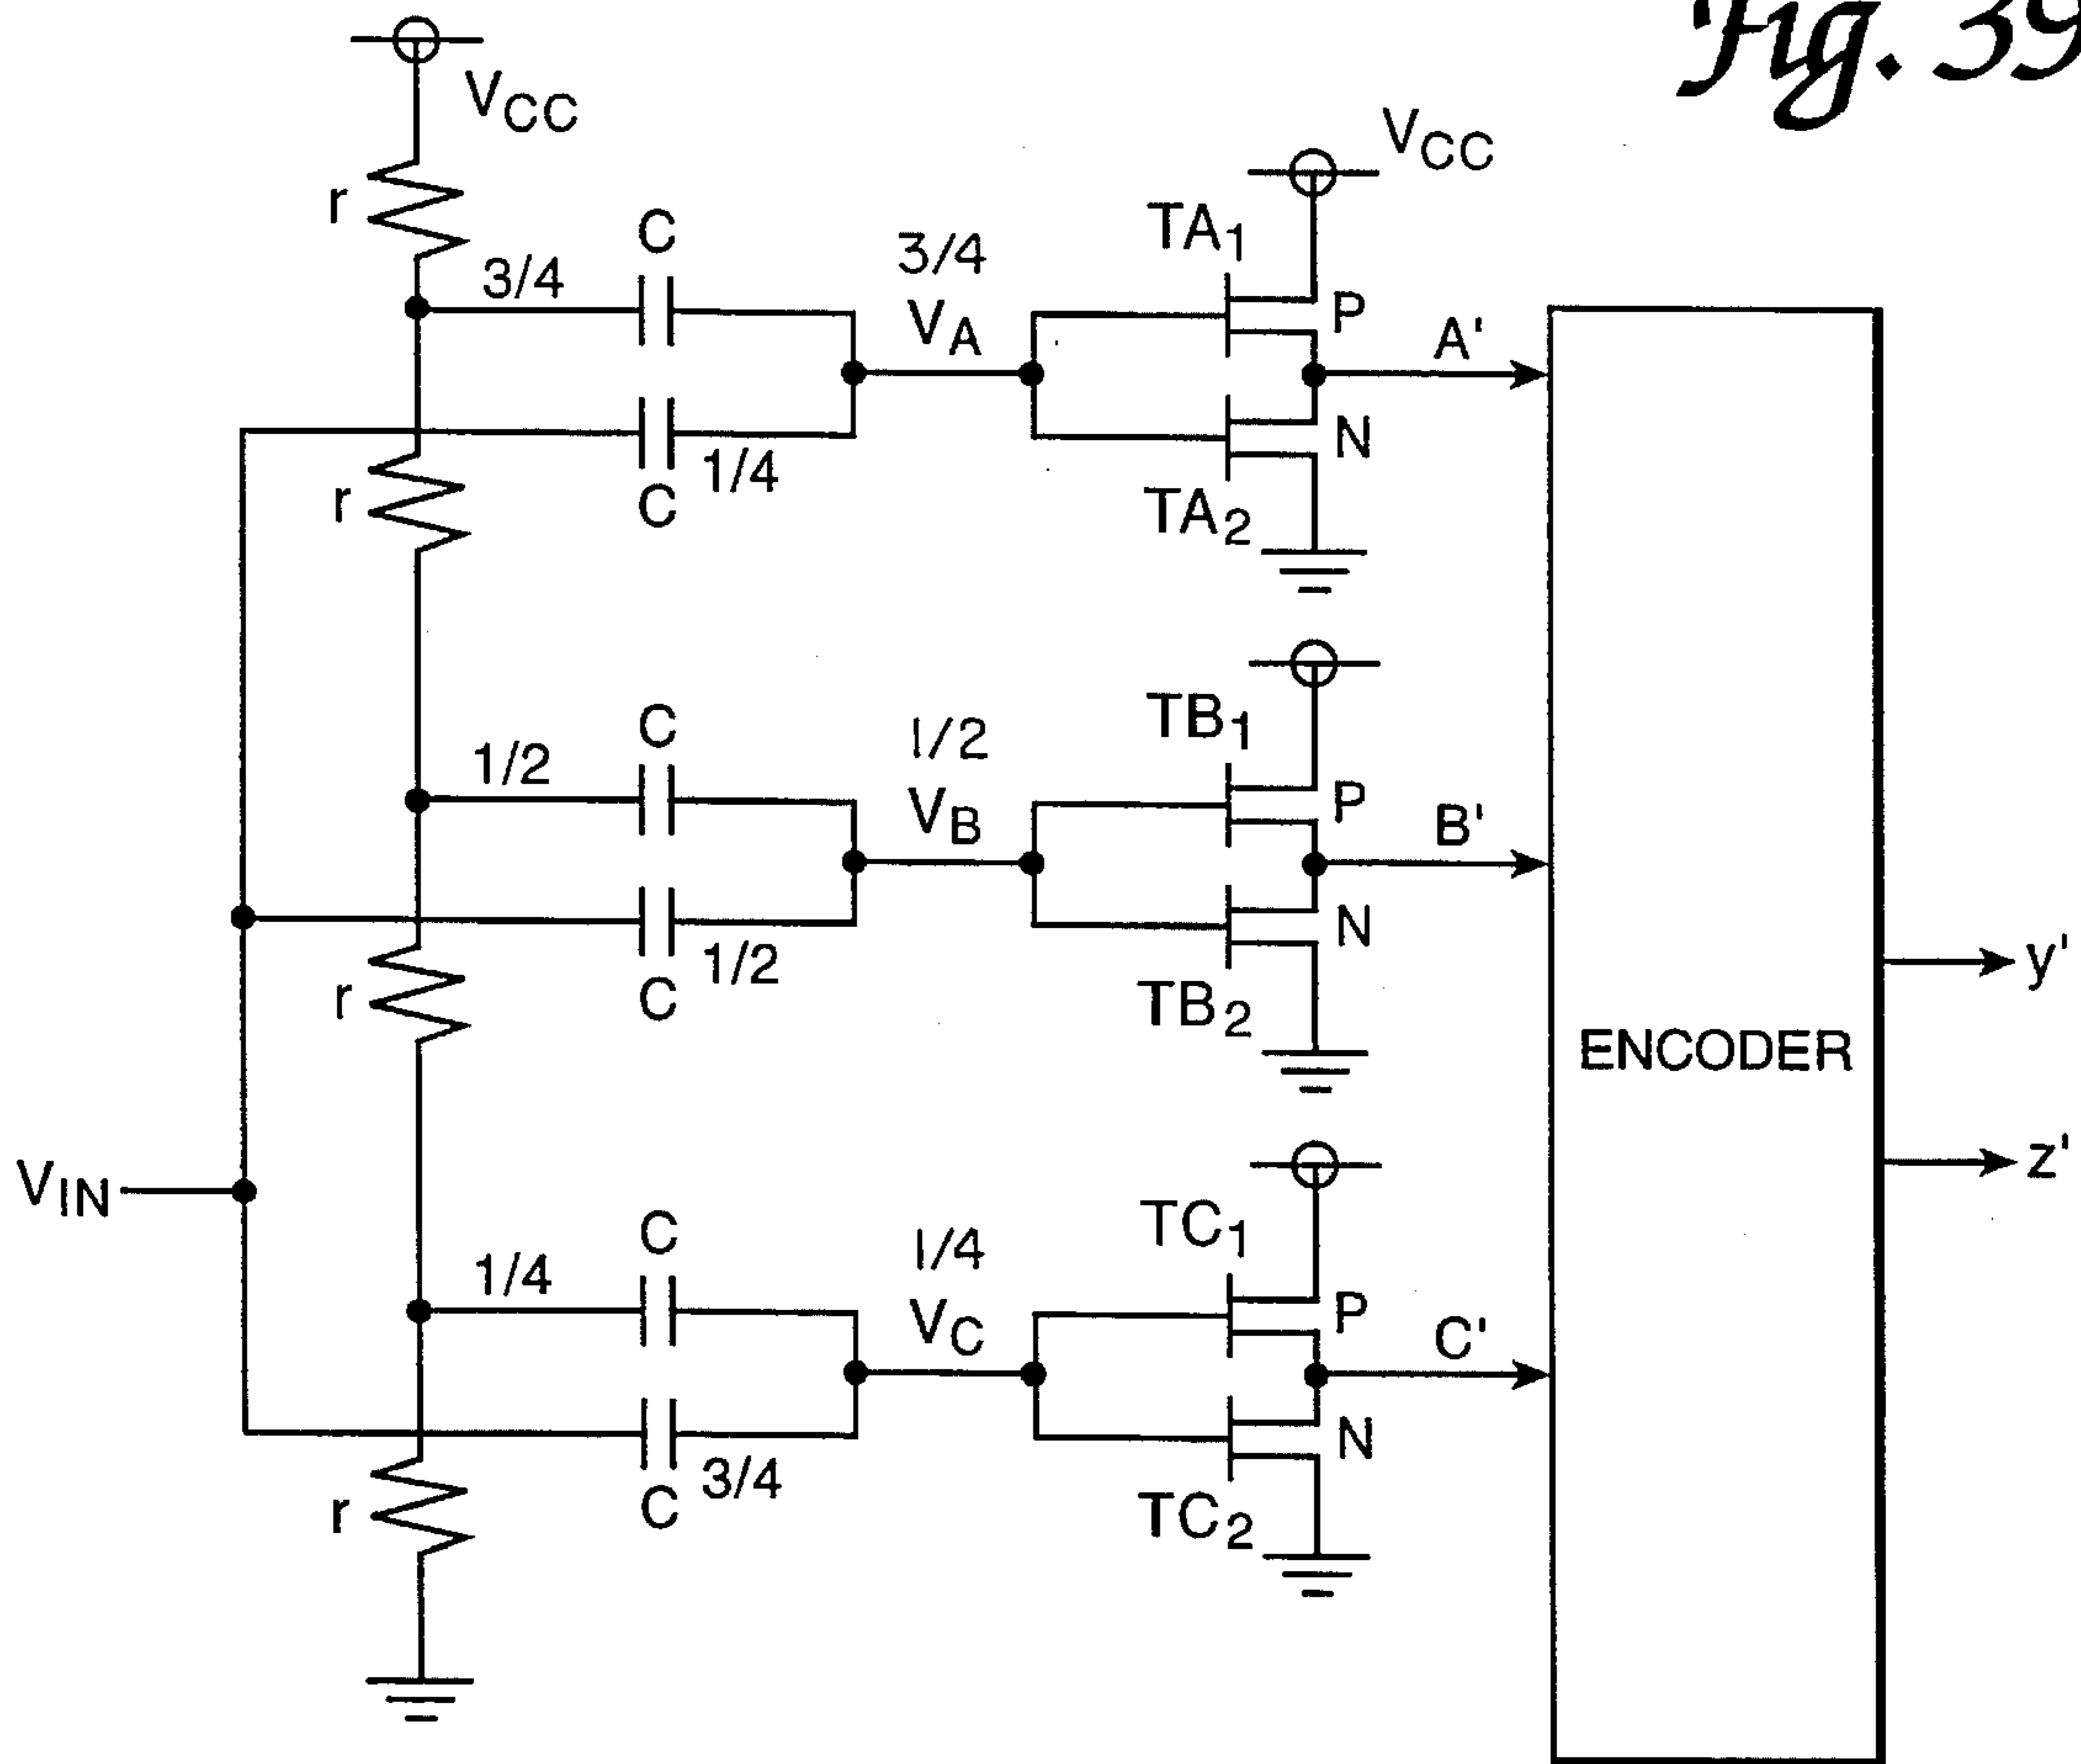 Fig. 39
VCC
VCC
r
C
3/4
3/4
VA
TA1
P
A'
1/4
C
N
TA2
r
C
1/2
1/2
VB
TB1
P
B'
1/2
C
N
TB2
r
y'
ENCODER
z'
VIN
C
1/4
1/4
VC
TC1
P
C'
3/4
C
N
TC2
r